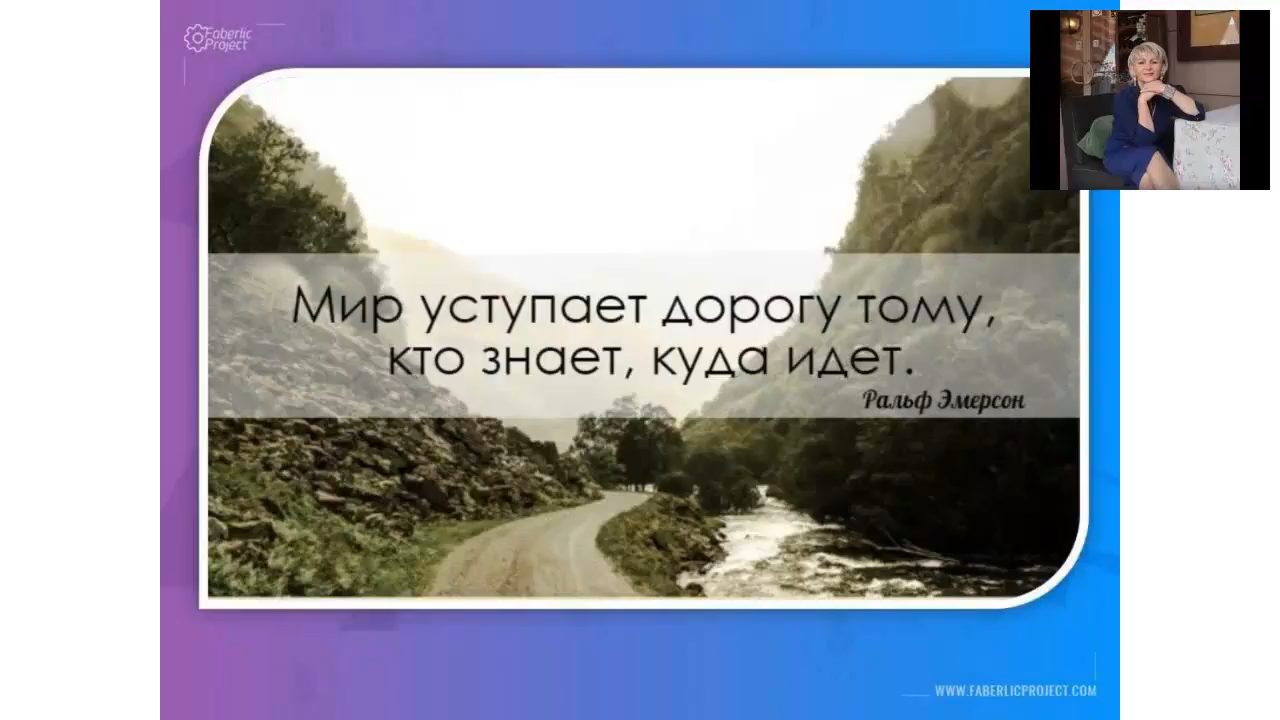 Faberlic
Project
Мир уступает дорогу тому,
кто знает, куда идет.
Ральф Эмерсон
WWW.FABERLICPROJECT.COM